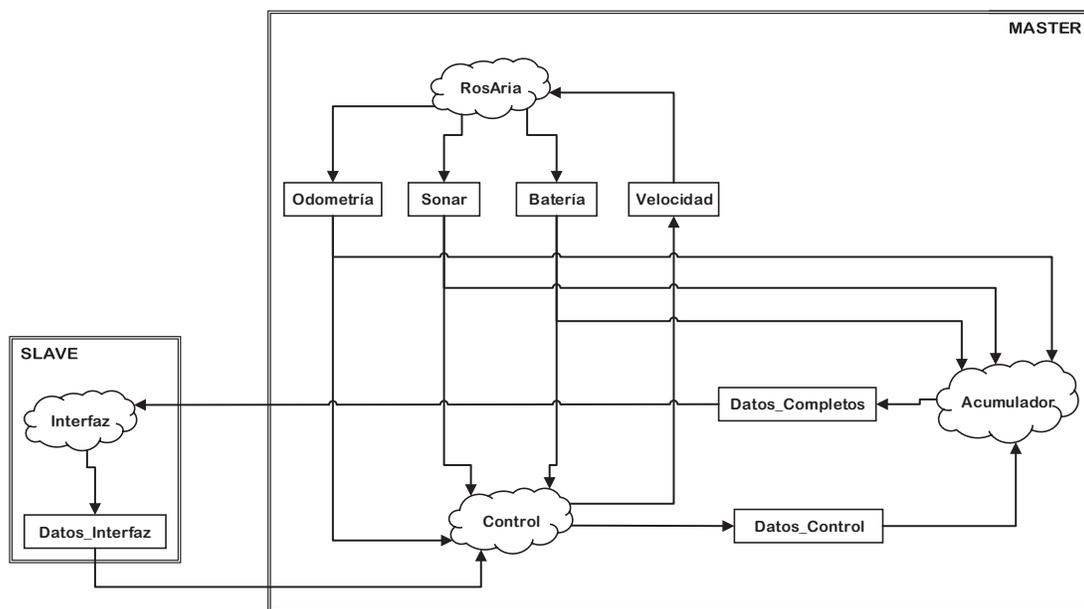 MASTER
RosAria
Odometría
Sonar
Batería
Velocidad
SLAVE
Interfaz
Datos_Completos
Acumulador
Datos_Interfaz
Control
Datos_Control